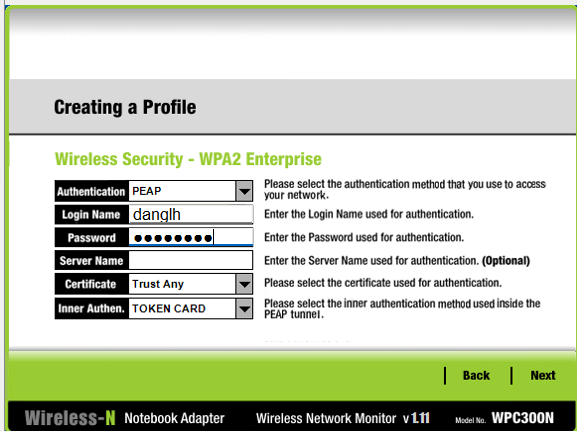 Creating a Profile
Wireless Security - WPA2 Enterprise
Authentication PEAP
Please select the authentication method that you use to access
your network.
Login Name danglh
Enter the Login Name used for authentication.
Password ●●●●●●●●
Enter the Password used for authentication.
Server Name
Enter the Server Name used for authentication. (Optional)
Certificate Trust Any
Please select the certificate used for authentication.
Inner Authen. TOKEN CARD
Please select the inner authentication method used inside the
PEAP tunnel.
Back Next
Wireless-N Notebook Adapter Wireless Network Monitor v1.11 Model No. WPC300N